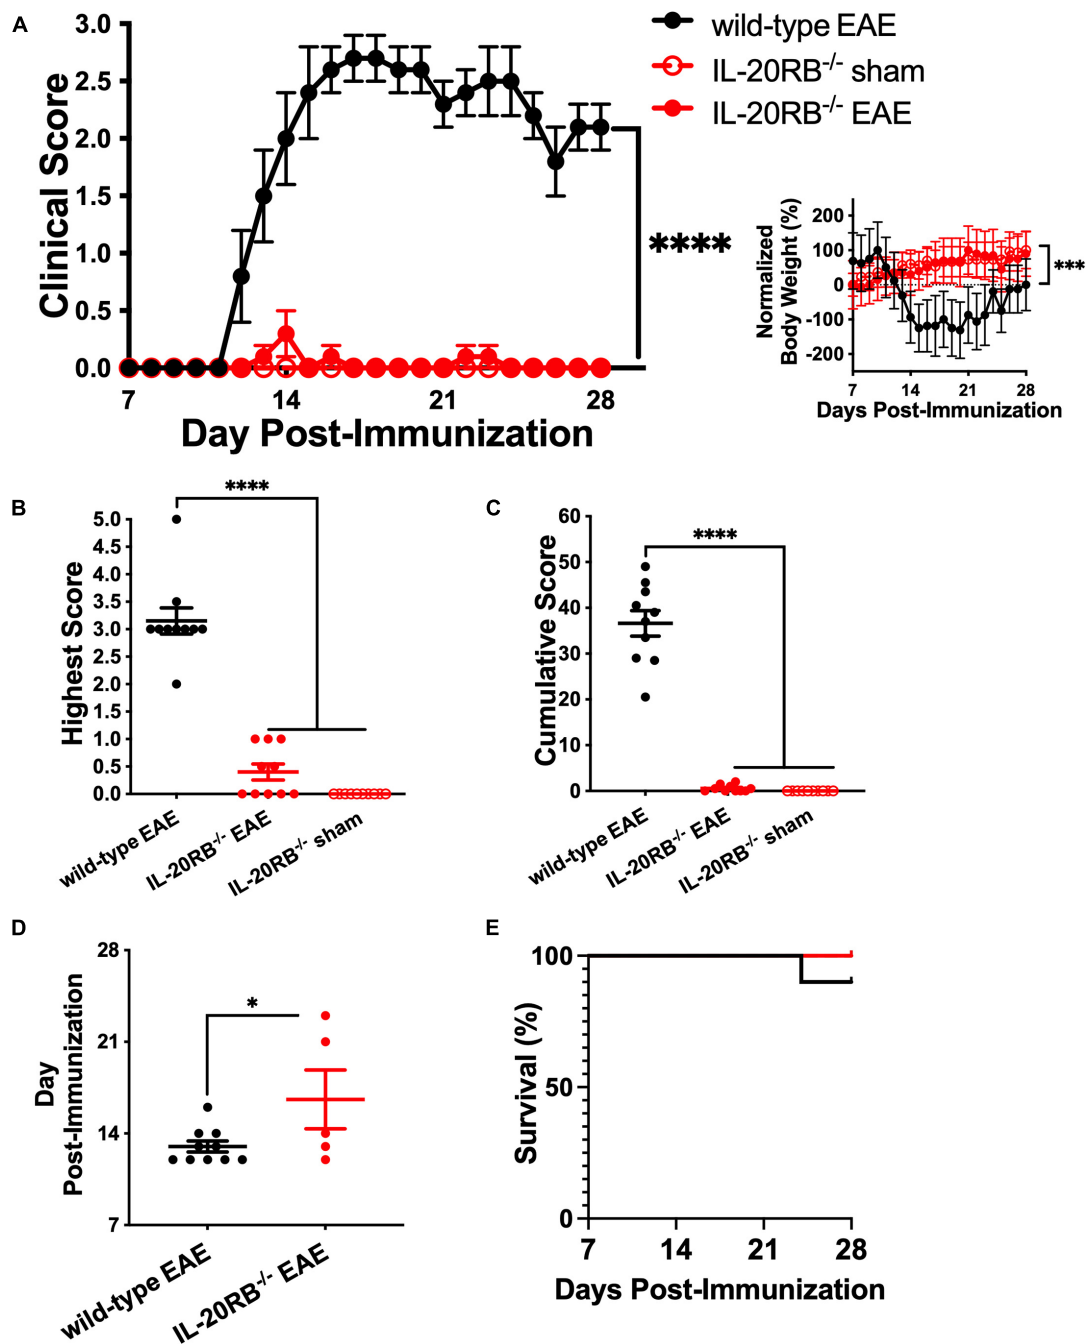 A
3.0
2.5
2.0
1.5
1.0
0.5
0.0
Clinical Score
7
14
21
28
Day Post-Immunization
wild-type EAE
IL-20RB-/- sham
IL-20RB-/- EAE
****
Normalized
Body Weight (%)
200
100
0
-100
-200
7
14
21
28
Days Post-Immunization
***
B
****
Highest Score
5.0
4.5
4.0
3.5
3.0
2.5
2.0
1.5
1.0
0.5
0.0
wild-type EAE
IL-20RB-/- EAE
IL-20RB-/- sham
C
****
Cumulative Score
60
50
40
30
20
10
0
wild-type EAE
IL-20RB-/- EAE
IL-20RB-/- sham
D
Day
Post-Immunization
28
21
14
7
*
wild-type EAE
IL-20RB-/- EAE
E
Survival (%)
100
50
0
7
14
21
28
Days Post-Immunization